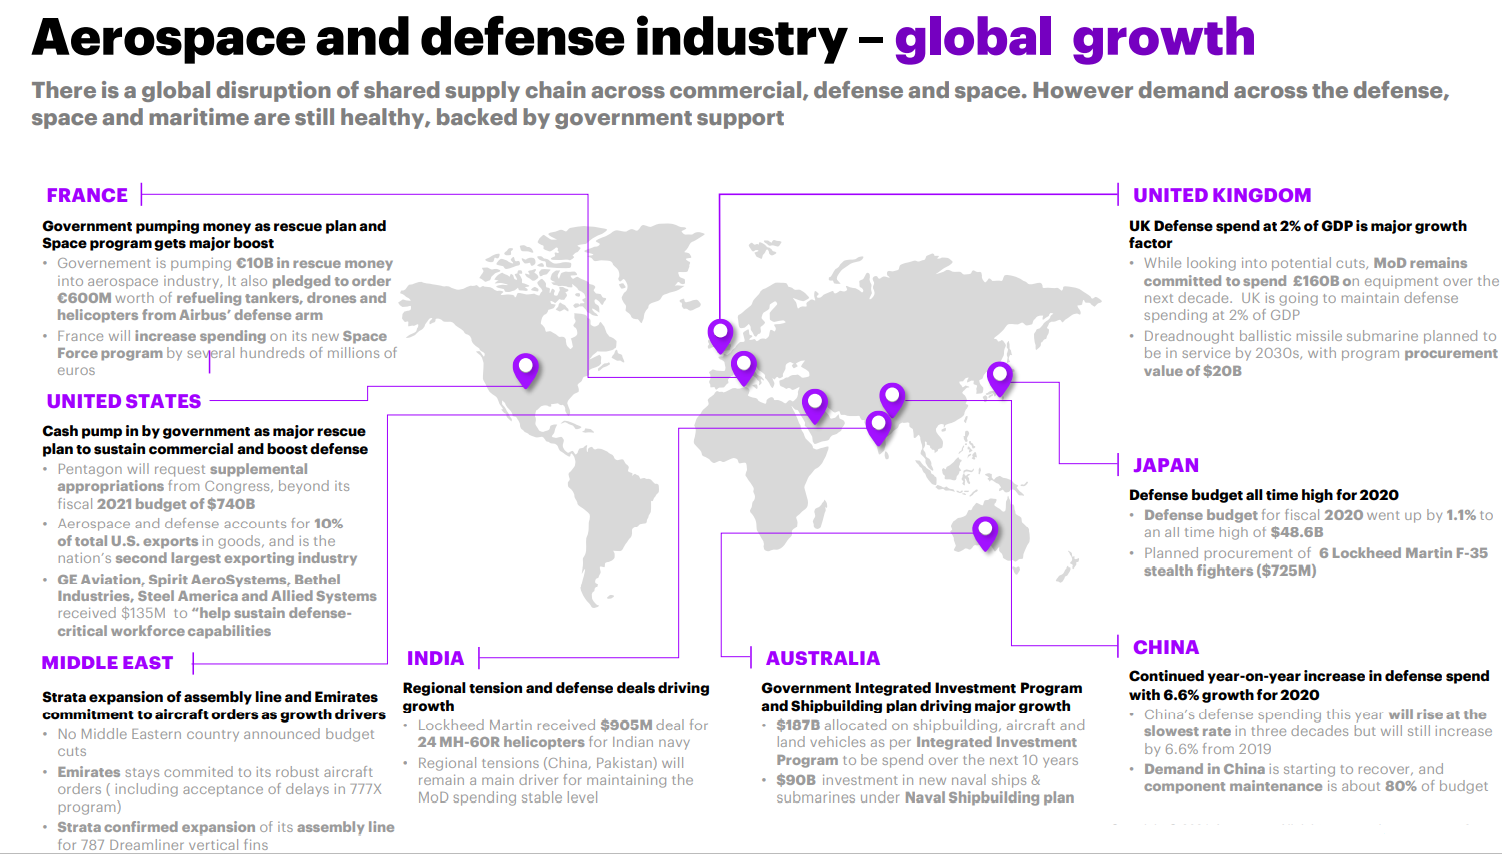 Aerospace and defense industry – global growth
There is a global disruption of shared supply chain across commercial, defense and space. However demand across the defense,
space and maritime are still healthy, backed by government support
FRANCE
Government pumping money as rescue plan and
Space program gets major boost
• Governement is pumping €10B in rescue money
into aerospace industry, It also pledged to order
€600M worth of refueling tankers, drones and
helicopters from Airbus’ defense arm
• France will increase spending on its new Space
Force program by several hundreds of millions of
euros
UNITED STATES
Cash pump in by government as major rescue
plan to sustain commercial and boost defense
• Pentagon will request supplemental
appropriations from Congress, beyond its
fiscal 2021 budget of $740B
• Aerospace and defense accounts for 10%
of total U.S. exports in goods, and is the
nation’s second largest exporting industry
• GE Aviation, Spirit AeroSystems, Bethel
Industries, Steel America and Allied Systems
received $135M to “help sustain defense-
critical workforce capabilities
MIDDLE EAST
Strata expansion of assembly line and Emirates
commitment to aircraft orders as growth drivers
• No Middle Eastern country announced budget
cuts
• Emirates stays commited to its robust aircraft
orders ( including acceptance of delays in 777X
program)
• Strata confirmed expansion of its assembly line
for 787 Dreamliner vertical fins
INDIA
Regional tension and defense deals driving
growth
• Lockheed Martin received $905M deal for
24 MH-60R helicopters for Indian navy
• Regional tensions (China, Pakistan) will
remain a main driver for maintaining the
MoD spending stable level
AUSTRALIA
Government Integrated Investment Program
and Shipbuilding plan driving major growth
• $187B allocated on shipbuilding, aircraft and
land vehicles as per Integrated Investment
Program to be spend over the next 10 years
• $90B investment in new naval ships &
submarines under Naval Shipbuilding plan
UNITED KINGDOM
UK Defense spend at 2% of GDP is major growth
factor
• While looking into potential cuts, MoD remains
committed to spend £160B on equipment over the
next decade. UK is going to maintain defense
spending at 2% of GDP
• Dreadnought ballistic missile submarine planned to
be in service by 2030s, with program procurement
value of $20B
JAPAN
Defense budget all time high for 2020
• Defense budget for fiscal 2020 went up by 1.1% to
an all time high of $48.6B
• Planned procurement of 6 Lockheed Martin F-35
stealth fighters ($725M)
CHINA
Continued year-on-year increase in defense spend
with 6.6% growth for 2020
• China’s defense spending this year will rise at the
slowest rate in three decades but will still increase
by 6.6% from 2019
• Demand in China is starting to recover, and
component maintenance is about 80% of budget